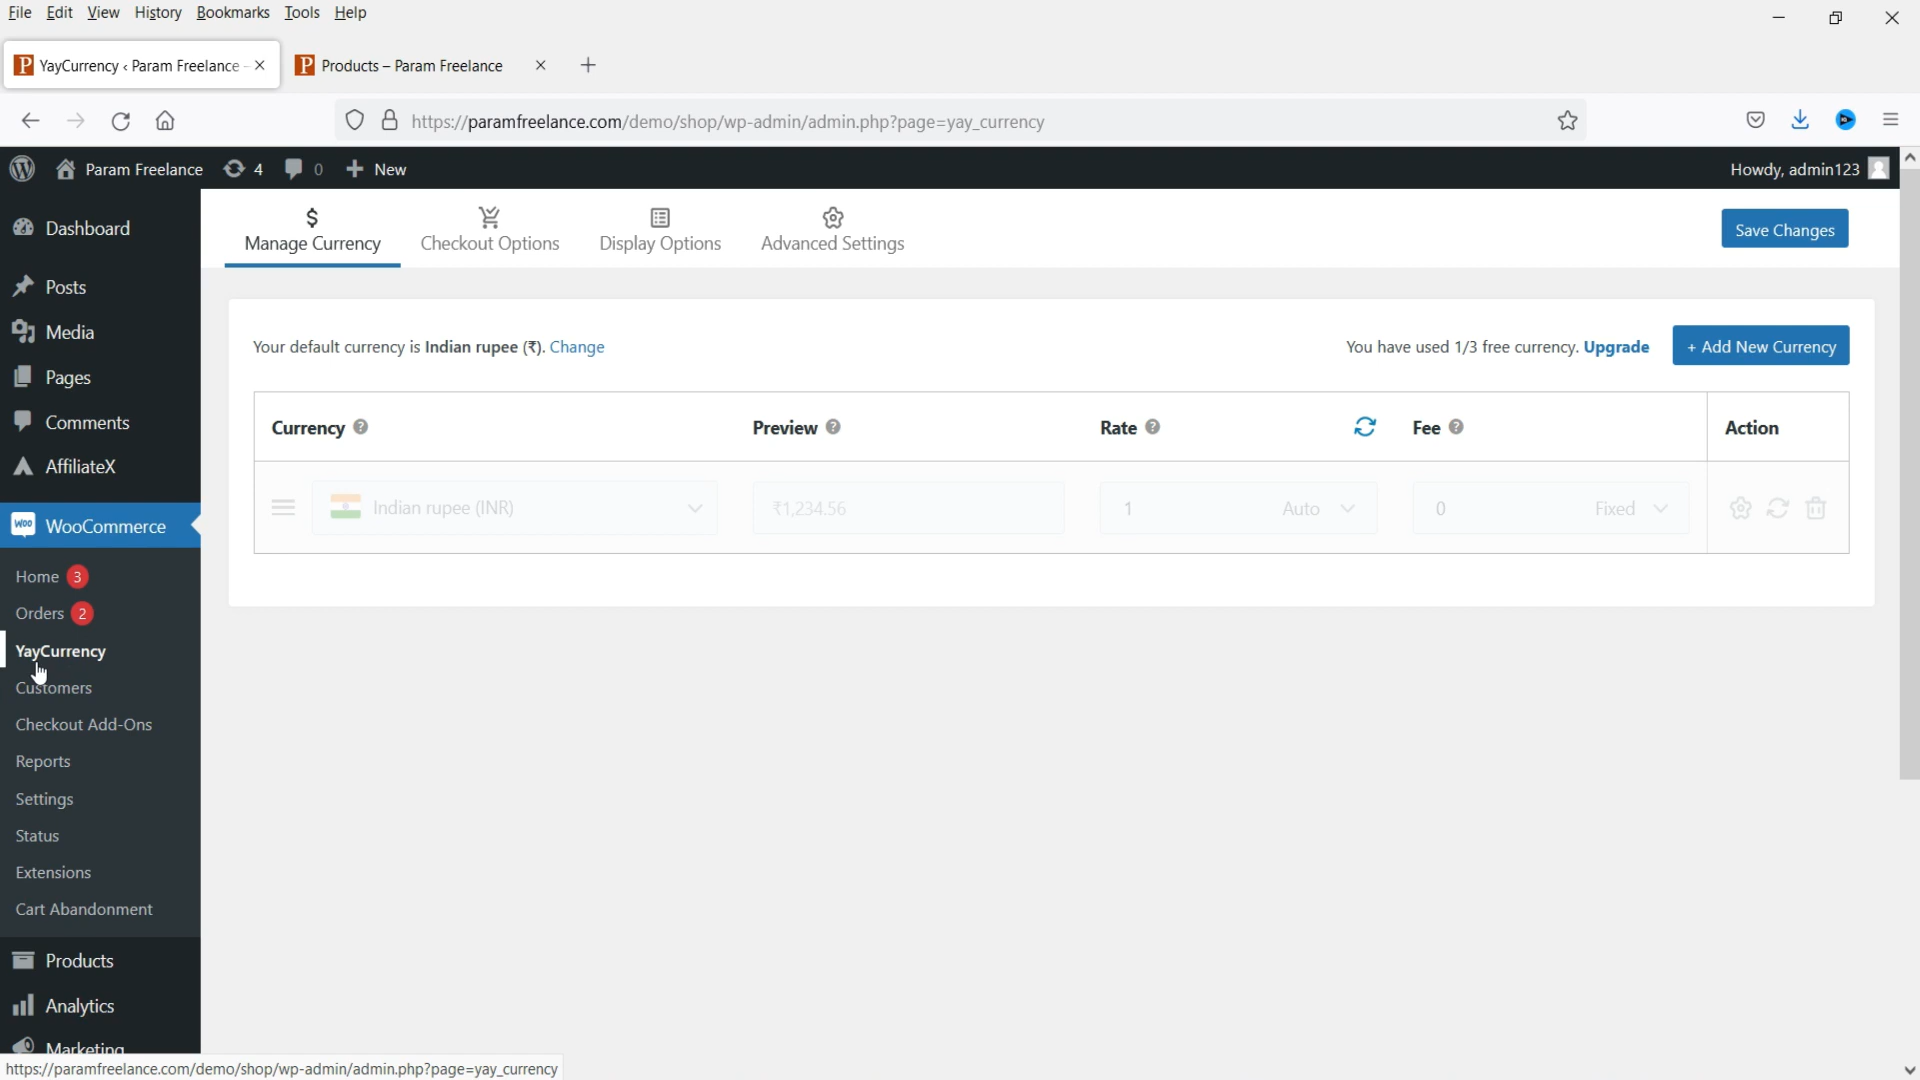 File Edit View History Bookmarks Tools Help
YayCurrency ‹ Param Freelance
Products – Param Freelance
https://paramfreelance.com/demo/shop/wp-admin/admin.php?page=yay_currency
Param Freelance 4 0 New
Howdy, admin123
Dashboard
Posts
Media
Pages
Comments
AffiliateX
WooCommerce
Home 3
Orders 2
YayCurrency
Customers
Checkout Add-Ons
Reports
Settings
Status
Extensions
Cart Abandonment
Products
Analytics
Marketing
Manage Currency
Checkout Options
Display Options
Advanced Settings
Save Changes
Your default currency is Indian rupee (₹). Change
You have used 1/3 free currency. Upgrade
+ Add New Currency
Currency Preview Rate Fee Action
Indian rupee (INR) ₹1,234.56 1 Auto 0 Fixed
https://paramfreelance.com/demo/shop/wp-admin/admin.php?page=yay_currency